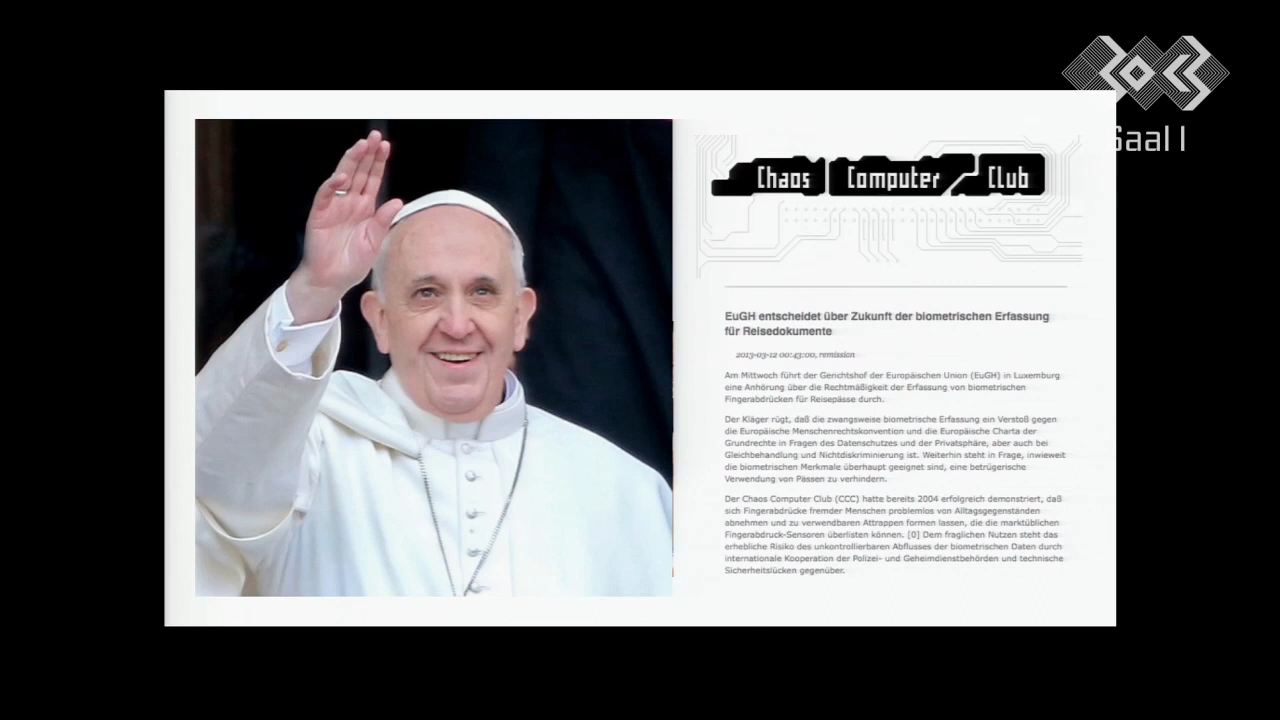 Saal 1
Chaos Computer Club
EuGH entscheidet über Zukunft der biometrischen Erfassung
für Reisedokumente
2013-03-12 00:43:00, remission
Am Mittwoch führt der Gerichtshof der Europäischen Union (EuGH) in Luxemburg
eine Anhörung über die Rechtmäßigkeit der Erfassung von biometrischen
Fingerabdrücken für Reisepässe durch.
Der Kläger rügt, daß die zwangsweise biometrische Erfassung ein Verstoß gegen
die Europäische Menschenrechtskonvention und die Europäische Charta der
Grundrechte in Fragen des Datenschutzes und der Privatsphäre, aber auch bei
Gleichbehandlung und Nichtdiskriminierung ist. Weiterhin steht in Frage, inwieweit
die biometrischen Merkmale überhaupt geeignet sind, eine betrügerische
Verwendung von Pässen zu verhindern.
Der Chaos Computer Club (CCC) hatte bereits 2004 erfolgreich demonstriert, daß
sich Fingerabdrücke fremder Menschen problemlos von Alltagsgegenständen
abnehmen und zu verwendbaren Attrappen formen lassen, die die marktüblichen
Fingerabdruck-Sensoren überlisten können. [0] Dem fraglichen Nutzen steht das
erhebliche Risiko des unkontrollierbaren Abflusses der biometrischen Daten durch
internationale Kooperation der Polizei- und Geheimdienstbehörden und technische
Sicherheitslücken gegenüber.